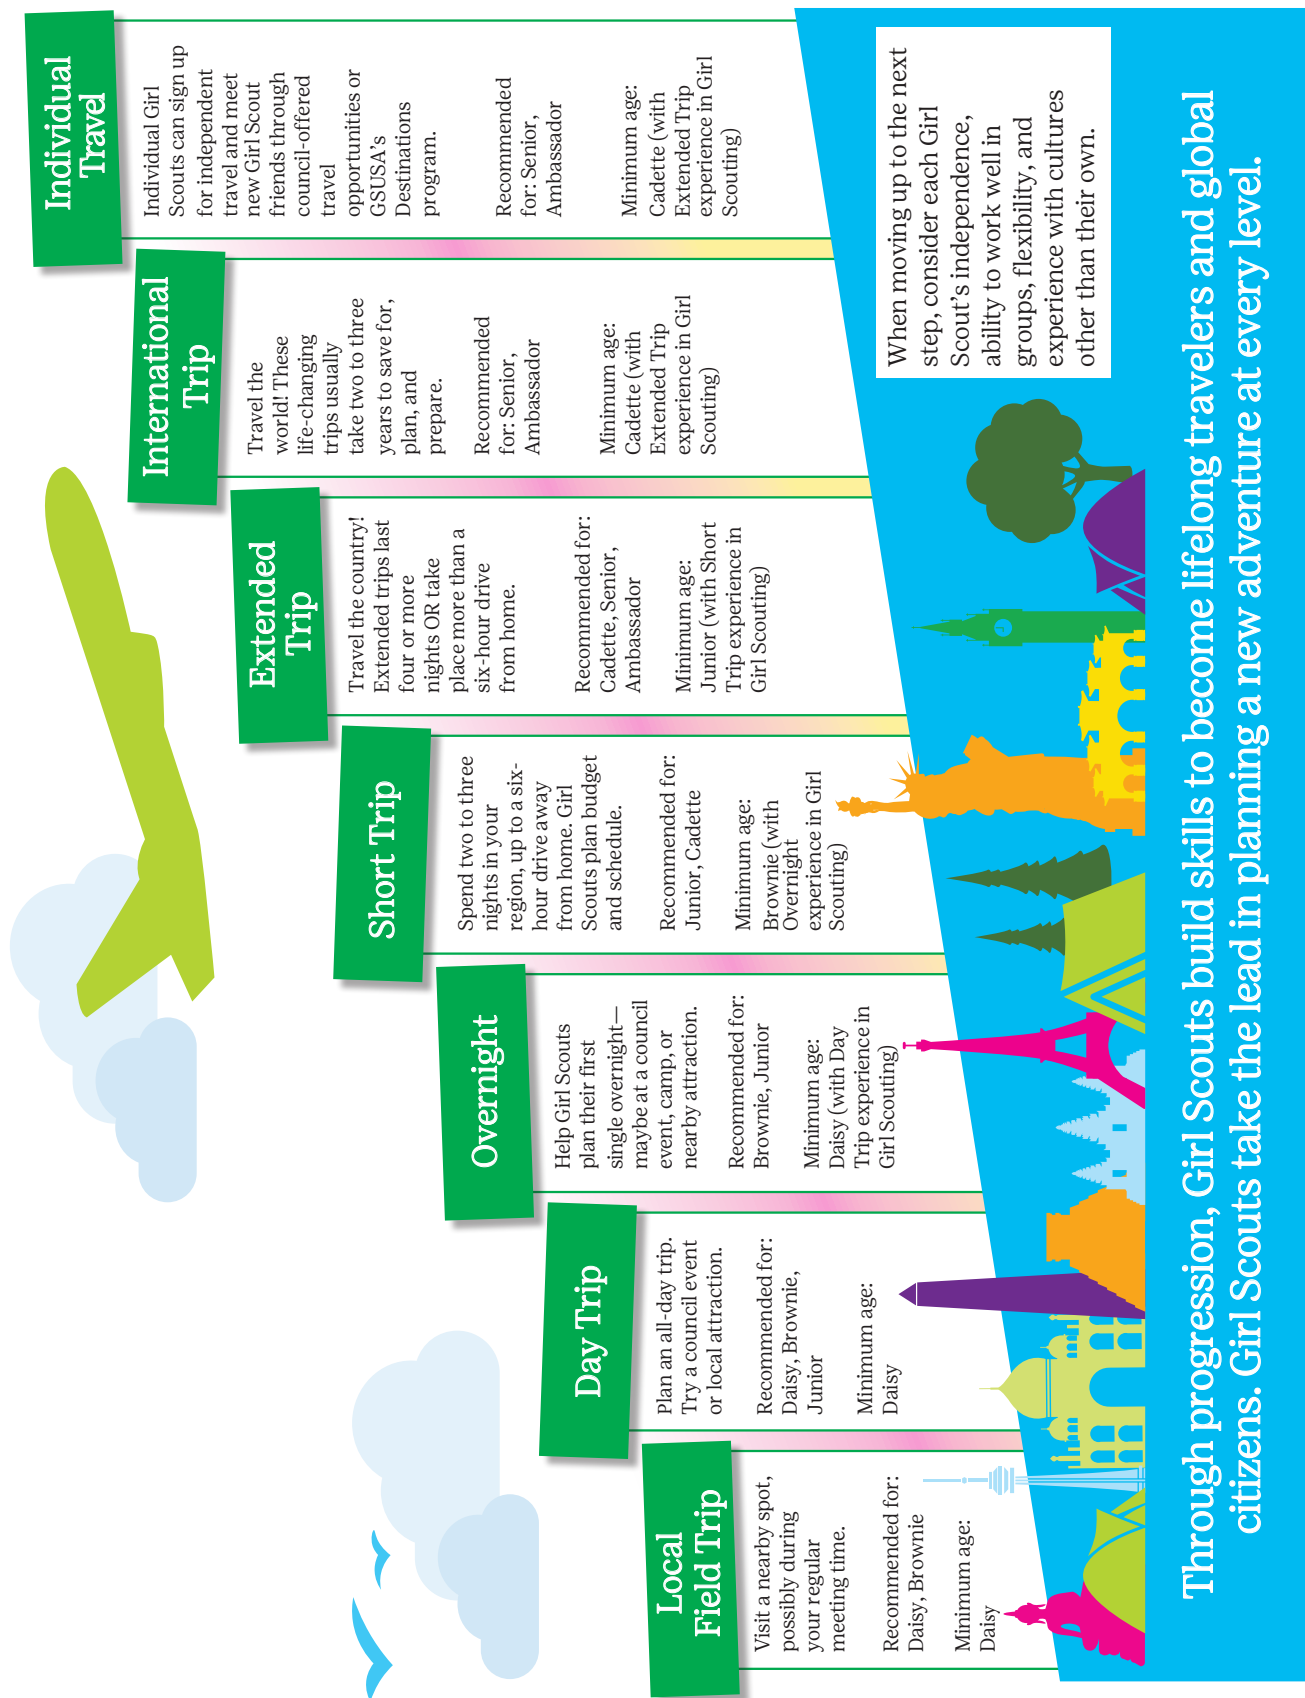 Individual
Travel
Individual Girl
Scouts can sign up
for independent
travel and meet
new Girl Scout
friends through
council-offered
travel
opportunities or
GSUSA's
Destinations
program.
Recommended
for: Senior,
Ambassador
Minimum age:
Cadette (with
Extended Trip
experience in Girl
Scouting)
International
Trip
Travel the
world! These
life-changing
trips usually
take two to three
years to save for,
plan, and
prepare.
Recommended
for: Senior,
Ambassador
Minimum age:
Cadette (with
Extended Trip
experience in Girl
Scouting)
Extended
Trip
Travel the country!
Extended trips last
four or more
nights OR take
place more than a
six-hour drive
from home.
Recommended for:
Cadette, Senior,
Ambassador
Minimum age:
Junior (with Short
Trip experience in
Girl Scouting)
Short Trip
Spend two to three
nights in your
region, up to a six-
hour drive away
from home. Girl
Scouts plan budget
and schedule.
Recommended for:
Junior, Cadette
Minimum age:
Brownie (with
Overnight
experience in Girl
Scouting)
Overnight
Help Girl Scouts
plan their first
single overnight—
maybe at a council
event, camp, or
nearby attraction.
Recommended for:
Brownie, Junior
Minimum age:
Daisy (with Day
Trip experience in
Girl Scouting)
Day Trip
Plan an all-day trip.
Try a council event
or local attraction.
Recommended for:
Daisy, Brownie,
Junior
Minimum age:
Daisy
Local
Field Trip
Visit a nearby spot,
possibly during
your regular
meeting time.
Recommended for:
Daisy, Brownie
Minimum age:
Daisy
When moving up to the next
step, consider each Girl
Scout's independence,
ability to work well in
groups, flexibility, and
experience with cultures
other than their own.
Through progression, Girl Scouts build skills to become lifelong travelers and global
citizens. Girl Scouts take the lead in planning a new adventure at every level.